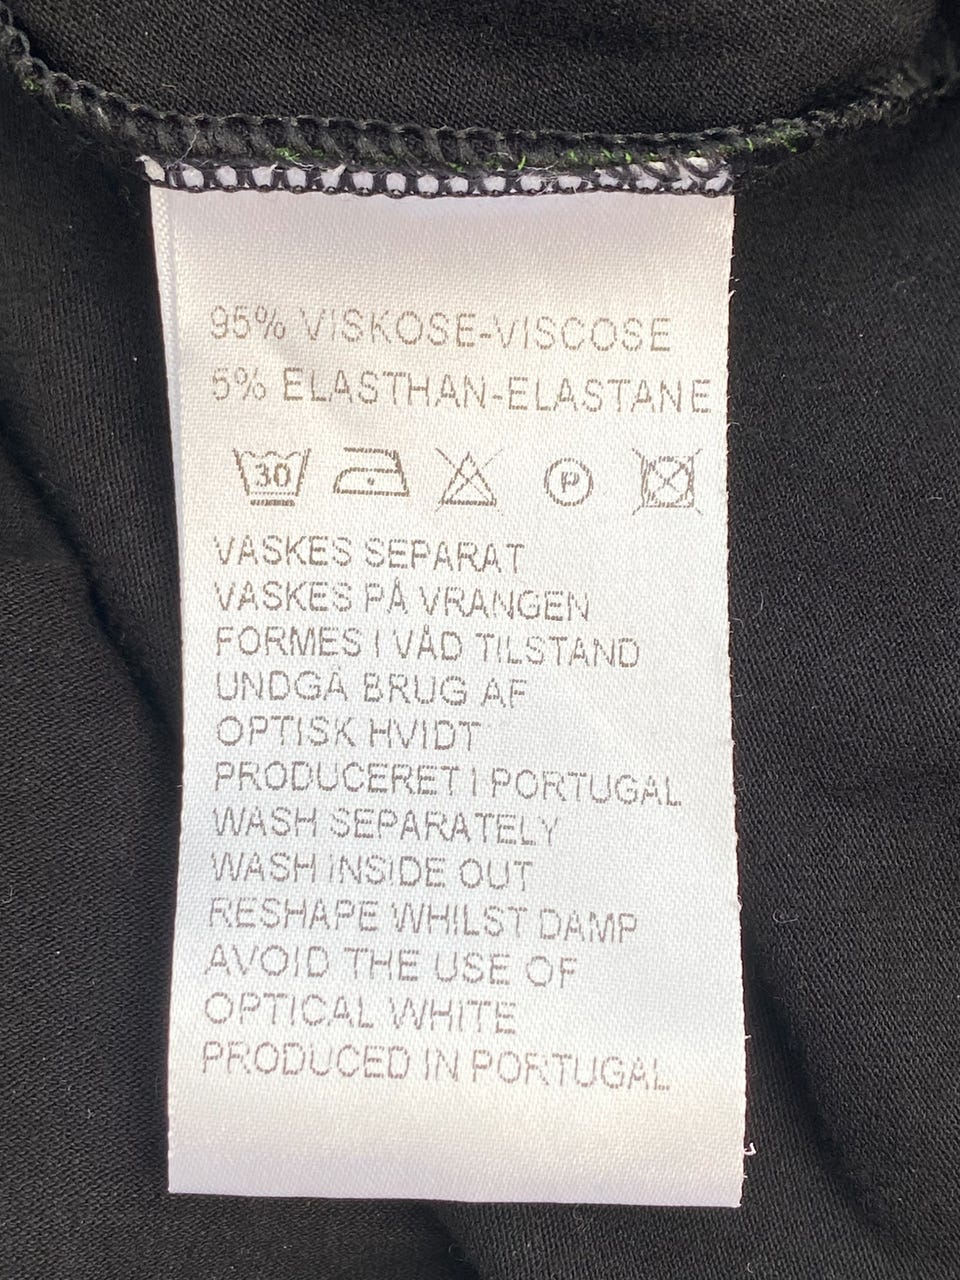 95% VISKOSE-VISCOSE
5% ELASTHAN-ELASTANE
30 P
VASKES SEPARAT
VASKES PÅ VRANGEN
FORMES I VÅD TILSTAND
UNDGÅ BRUG AF
OPTISK HVIDT
PRODUCERET I PORTUGAL
WASH SEPARATELY
WASH INSIDE OUT
RESHAPE WHILST DAMP
AVOID THE USE OF
OPTICAL WHITE
PRODUCED IN PORTUGAL